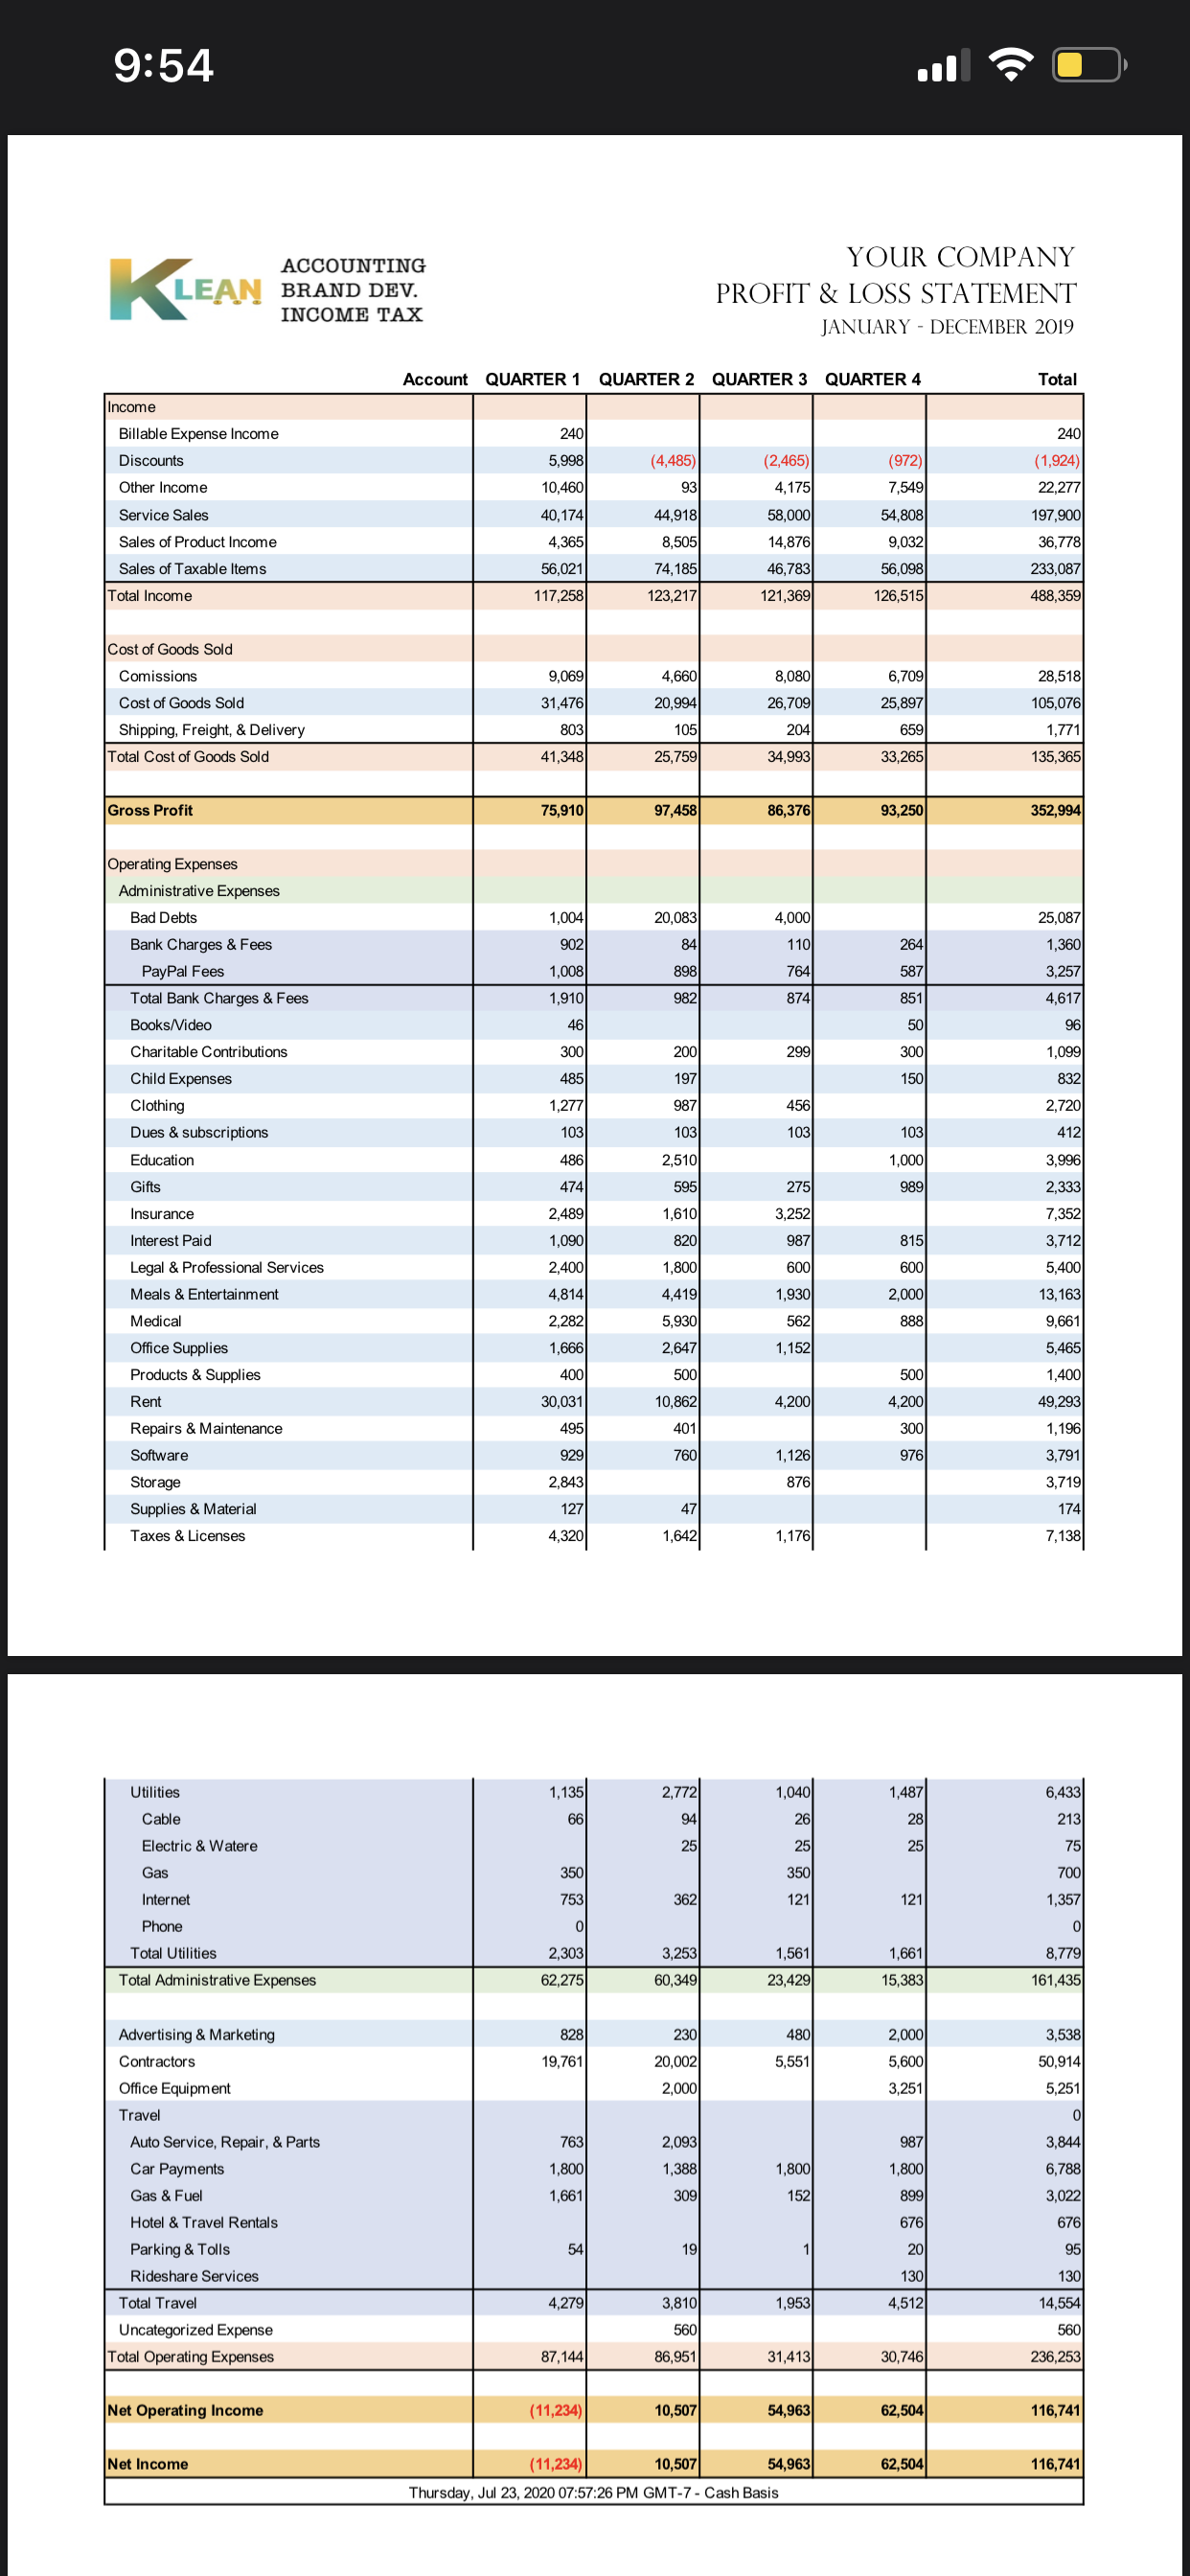 9:54
KLEAN
ACCOUNTING
BRAND DEV.
INCOME TAX
YOUR COMPANY
PROFIT & LOSS STATEMENT
JANUARY - DECEMBER 2019
Account QUARTER 1 QUARTER 2 QUARTER 3 QUARTER 4 Total
Income
Billable Expense Income 240 240
Discounts 5,998 (4,485) (2,465) (972) (1,924)
Other Income 10,460 93 4,175 7,549 22,277
Service Sales 40,174 44,918 58,000 54,808 197,900
Sales of Product Income 4,365 8,505 14,876 9,032 36,778
Sales of Taxable Items 56,021 74,185 46,783 56,098 233,087
Total Income 117,258 123,217 121,369 126,515 488,359
Cost of Goods Sold
Comissions 9,069 4,660 8,080 6,709 28,518
Cost of Goods Sold 31,476 20,994 26,709 25,897 105,076
Shipping, Freight, & Delivery 803 105 204 659 1,771
Total Cost of Goods Sold 41,348 25,759 34,993 33,265 135,365
Gross Profit 75,910 97,458 86,376 93,250 352,994
Operating Expenses
Administrative Expenses
Bad Debts 1,004 20,083 4,000 25,087
Bank Charges & Fees 902 84 110 264 1,360
PayPal Fees 1,008 898 764 587 3,257
Total Bank Charges & Fees 1,910 982 874 851 4,617
Books/Video 46 50 96
Charitable Contributions 300 200 299 300 1,099
Child Expenses 485 197 150 832
Clothing 1,277 987 456 2,720
Dues & subscriptions 103 103 103 103 412
Education 486 2,510 1,000 3,996
Gifts 474 595 275 989 2,333
Insurance 2,489 1,610 3,252 7,352
Interest Paid 1,090 820 987 815 3,712
Legal & Professional Services 2,400 1,800 600 600 5,400
Meals & Entertainment 4,814 4,419 1,930 2,000 13,163
Medical 2,282 5,930 562 888 9,661
Office Supplies 1,666 2,647 1,152 5,465
Products & Supplies 400 500 500 1,400
Rent 30,031 10,862 4,200 4,200 49,293
Repairs & Maintenance 495 401 300 1,196
Software 929 760 1,126 976 3,791
Storage 2,843 876 3,719
Supplies & Material 127 47 174
Taxes & Licenses 4,320 1,642 1,176 7,138
Utilities 1,135 2,772 1,040 1,487 6,433
Cable 66 94 26 28 213
Electric & Watere 25 25 25 75
Gas 350 350 700
Internet 753 362 121 121 1,357
Phone 0 0
Total Utilities 2,303 3,253 1,561 1,661 8,779
Total Administrative Expenses 62,275 60,349 23,429 15,383 161,435
Advertising & Marketing 828 230 480 2,000 3,538
Contractors 19,761 20,002 5,551 5,600 50,914
Office Equipment 2,000 3,251 5,251
Travel 0
Auto Service, Repair, & Parts 763 2,093 987 3,844
Car Payments 1,800 1,388 1,800 1,800 6,788
Gas & Fuel 1,661 309 152 899 3,022
Hotel & Travel Rentals 676 676
Parking & Tolls 54 19 1 20 95
Rideshare Services 130 130
Total Travel 4,279 3,810 1,953 4,512 14,554
Uncategorized Expense 560 560
Total Operating Expenses 87,144 86,951 31,413 30,746 236,253
Net Operating Income (11,234) 10,507 54,963 62,504 116,741
Net Income (11,234) 10,507 54,963 62,504 116,741
Thursday, Jul 23, 2020 07:57:26 PM GMT-7 - Cash Basis